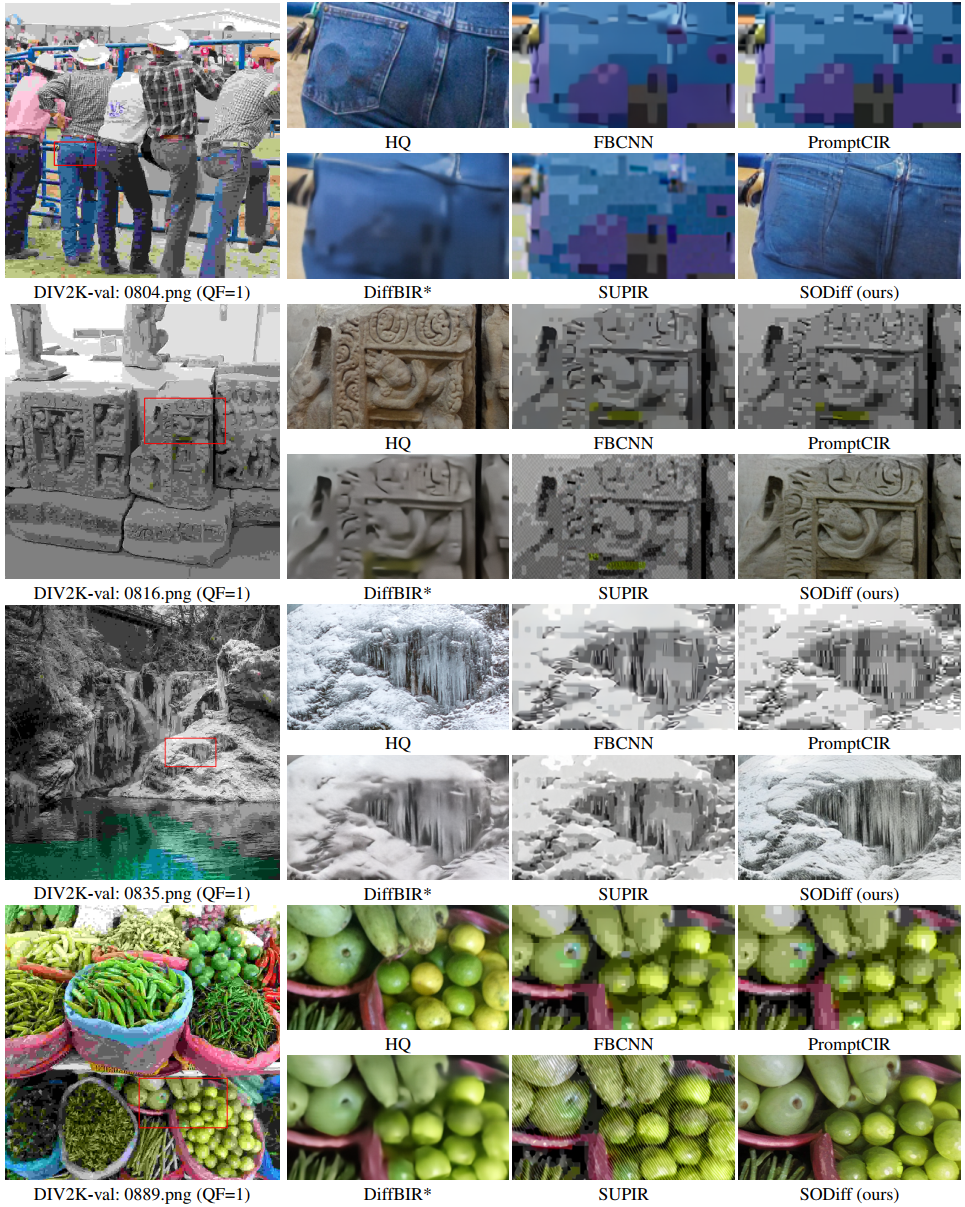 HQ FBCNN PromptCIR
DIV2K-val: 0804.png (QF=1) DiffBIR* SUPIR SODiff (ours)
HQ FBCNN PromptCIR
DIV2K-val: 0816.png (QF=1) DiffBIR* SUPIR SODiff (ours)
HQ FBCNN PromptCIR
DIV2K-val: 0835.png (QF=1) DiffBIR* SUPIR SODiff (ours)
HQ FBCNN PromptCIR
DIV2K-val: 0889.png (QF=1) DiffBIR* SUPIR SODiff (ours)